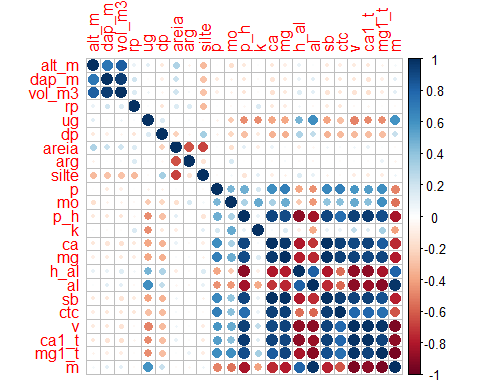 alt_m dap_m vol_m3 rp ug dp areia arg silte p mo p_h k ca mg h_al al sb ctc v ca1_t mg1_t m
alt_m
dap_m
vol_m3
rp
ug
dp
areia
arg
silte
p
mo
p_h
k
ca
mg
h_al
al
sb
ctc
v
ca1_t
mg1_t
m
1
0.8
0.6
0.4
0.2
0
-0.2
-0.4
-0.6
-0.8
-1